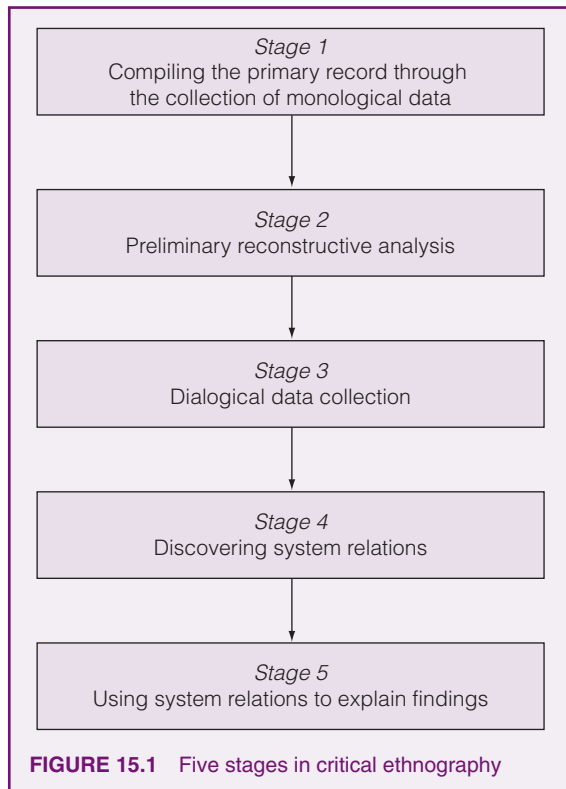 Stage 1
Compiling the primary record through
the collection of monological data
Stage 2
Preliminary reconstructive analysis
Stage 3
Dialogical data collection
Stage 4
Discovering system relations
Stage 5
Using system relations to explain findings
FIGURE 15.1 Five stages in critical ethnography